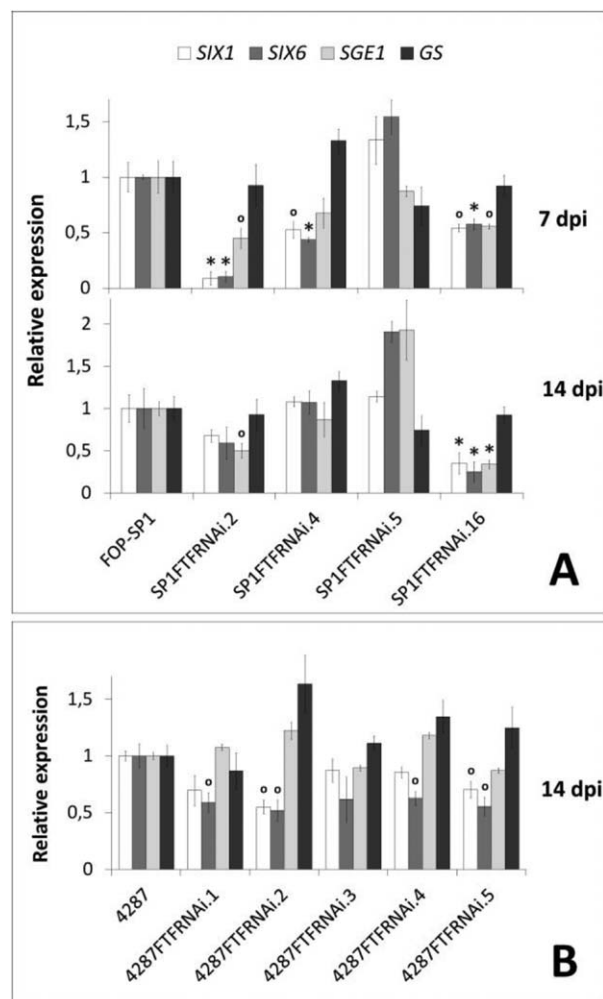 SIX1 SIX6 SGE1 GS
Relative expression
1,5
1
0,5
0
* * o
o *
o * o
7 dpi
2
1,5
1
0,5
0
o
* * *
14 dpi
FOP-SP1 SP1FTFRNAi.2 SP1FTFRNAi.4 SP1FTFRNAi.5 SP1FTFRNAi.16
A
Relative expression
1,5
1
0,5
0
o
o o
o
o o
14 dpi
4287 4287FTFRNAi.1 4287FTFRNAi.2 4287FTFRNAi.3 4287FTFRNAi.4 4287FTFRNAi.5
B